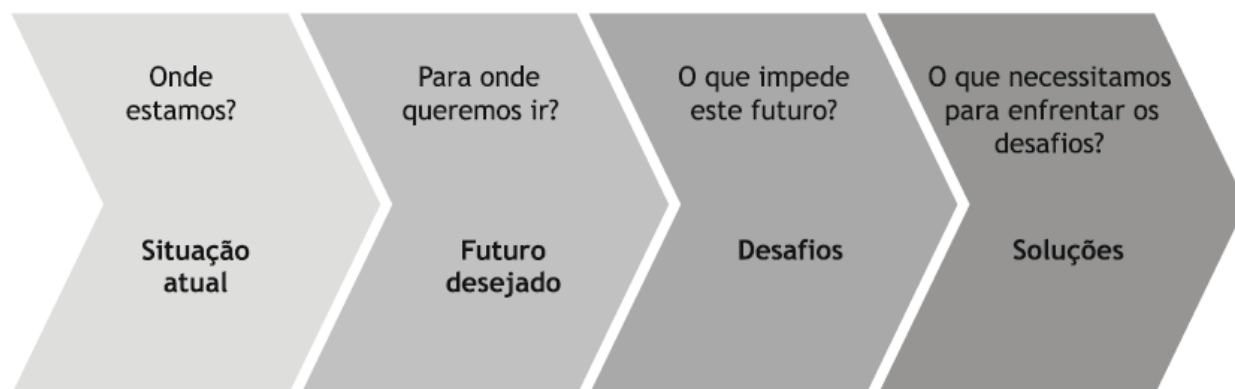 Onde
estamos?
Situação
atual
Para onde
queremos ir?
Futuro
desejado
O que impede
este futuro?
Desafios
O que necessitamos
para enfrentar os
desafios?
Soluções